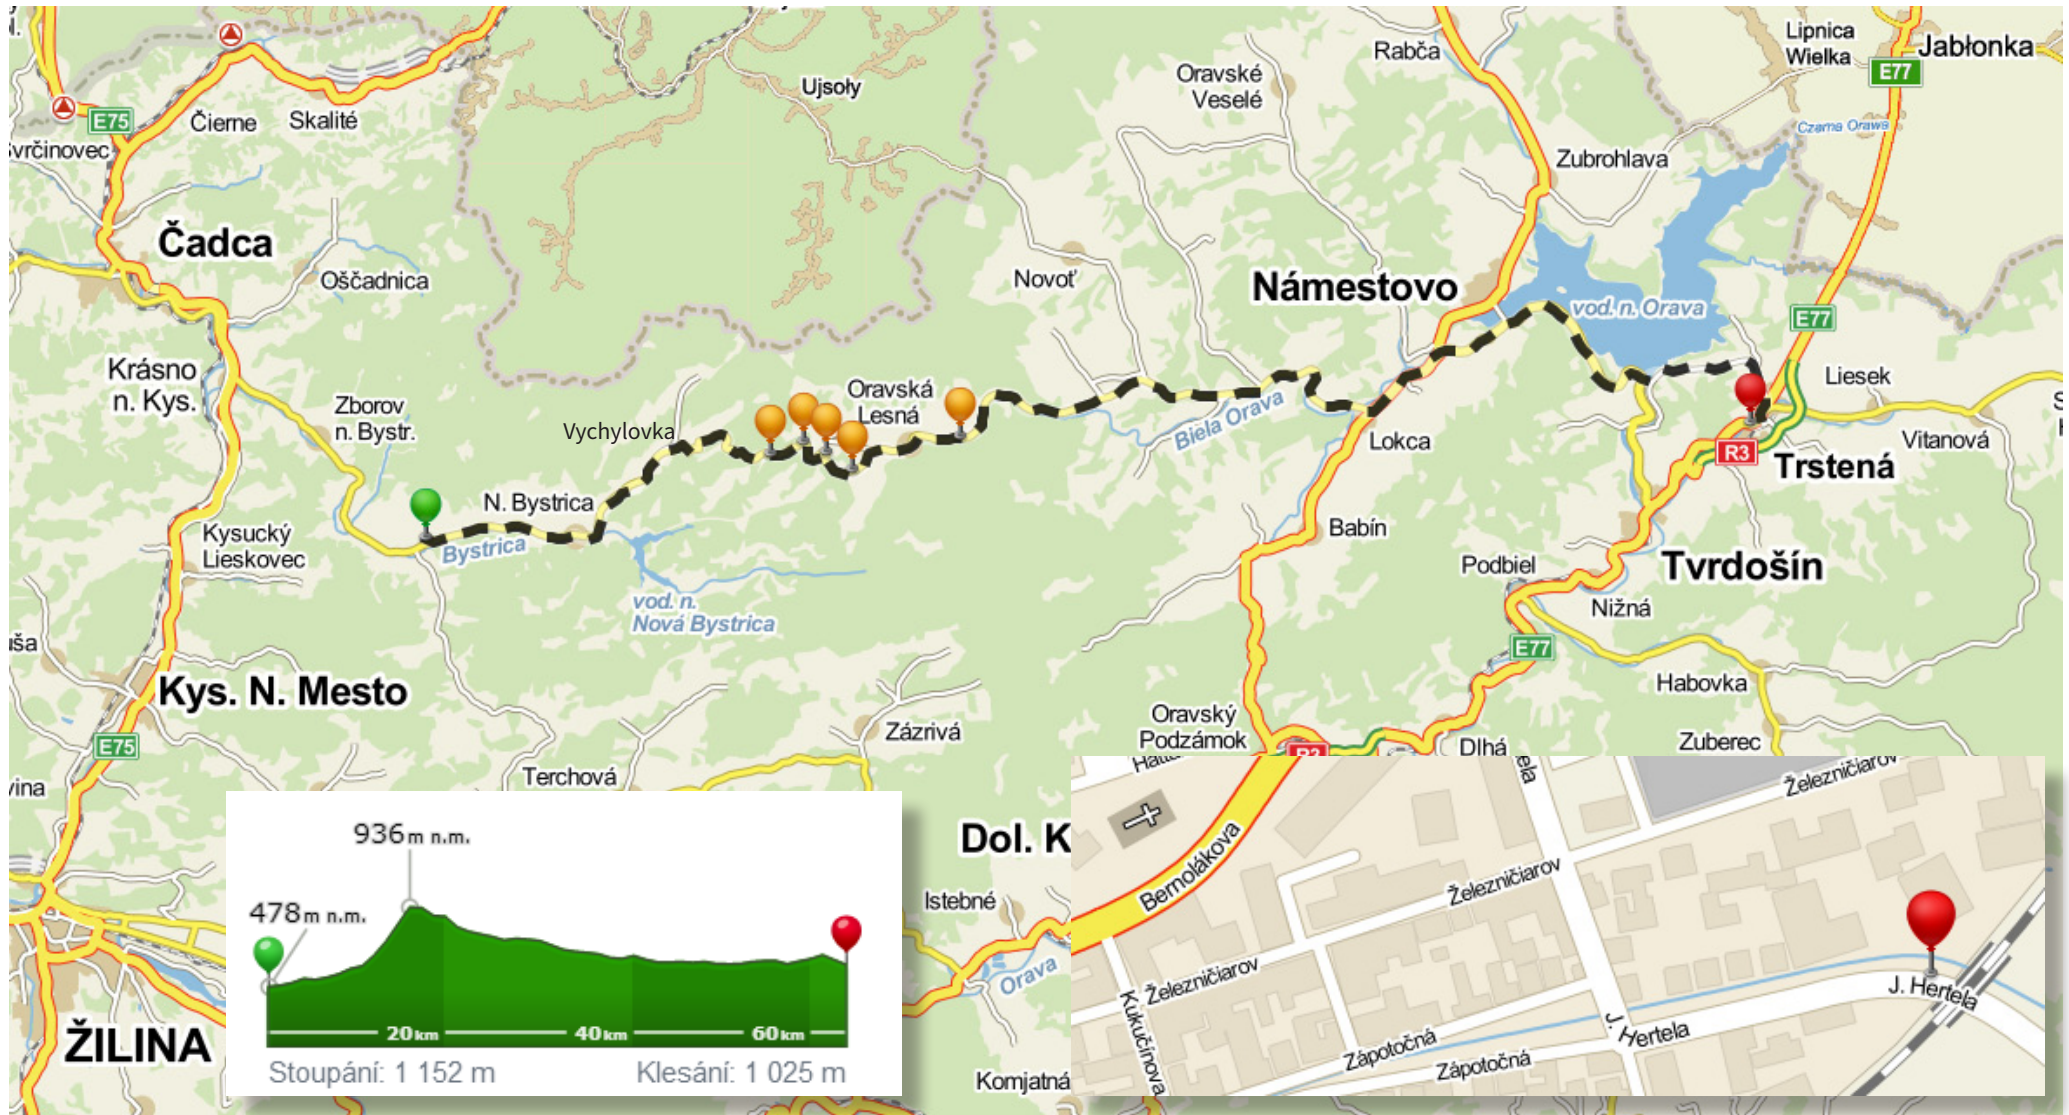 Rabča
Lipnica
Wielka
Jabłonka
E77
Oravské
Veselé
Ujsoły
Čierne
Skalité
E75
Czarna Orawa
Zubrohlava
Čadca
Oščadnica
Novoť
Námestovo
vod. n. Orava
E77
Krásno
n. Kys.
Zborov
n. Bystr.
Oravská
Lesná
Liesek
Vychylovka
Biela Orava
Lokca
Vitanová
R3
Trstená
N. Bystrica
Bystrica
Kysucký
Lieskovec
Babín
Podbiel
Tvrdošín
Nižná
vod. n.
Nová Bystrica
E77
Kys. N. Mesto
Habovka
Oravský
Podzámok
Zázrivá
Dlhá
Zuberec
E75
R3
Terchová
Dol. K
Istebné
Orava
Komjatná
ŽILINA
936 m n.m.
478 m n.m.
20 km
40 km
60 km
Stoupání: 1 152 m
Klesání: 1 025 m
Železničiarov
Bernolákova
Železničiarov
Železničiarov
Kukučínova
J. Hertela
J. Hertela
Zápotočná
Zápotočná